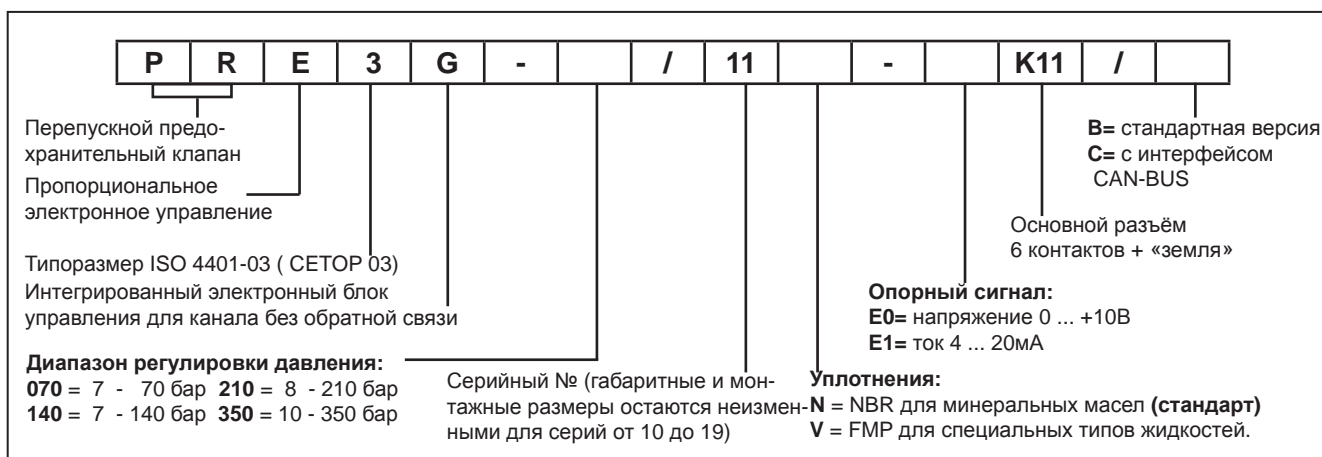 P R E 3 G - / 11 - K11 /
Перепускной предо-
хранительный клапан
Пропорциональное
электронное управление
Типоразмер ISO 4401-03 ( CETOP 03)
Интегрированный электронный блок
управления для канала без обратной связи
Диапазон регулировки давления:
070 = 7 - 70 бар 210 = 8 - 210 бар
140 = 7 - 140 бар 350 = 10 - 350 бар
Серийный № (габаритные и мон-
тажные размеры остаются неизмен-
ными для серий от 10 до 19)
Уплотнения:
N = NBR для минеральных масел (стандарт)
V = FMP для специальных типов жидкостей.
Опорный сигнал:
E0= напряжение 0 ... +10В
E1= ток 4 ... 20мА
Основной разъём
6 контактов + «земля»
B= стандартная версия
C= с интерфейсом
CAN-BUS